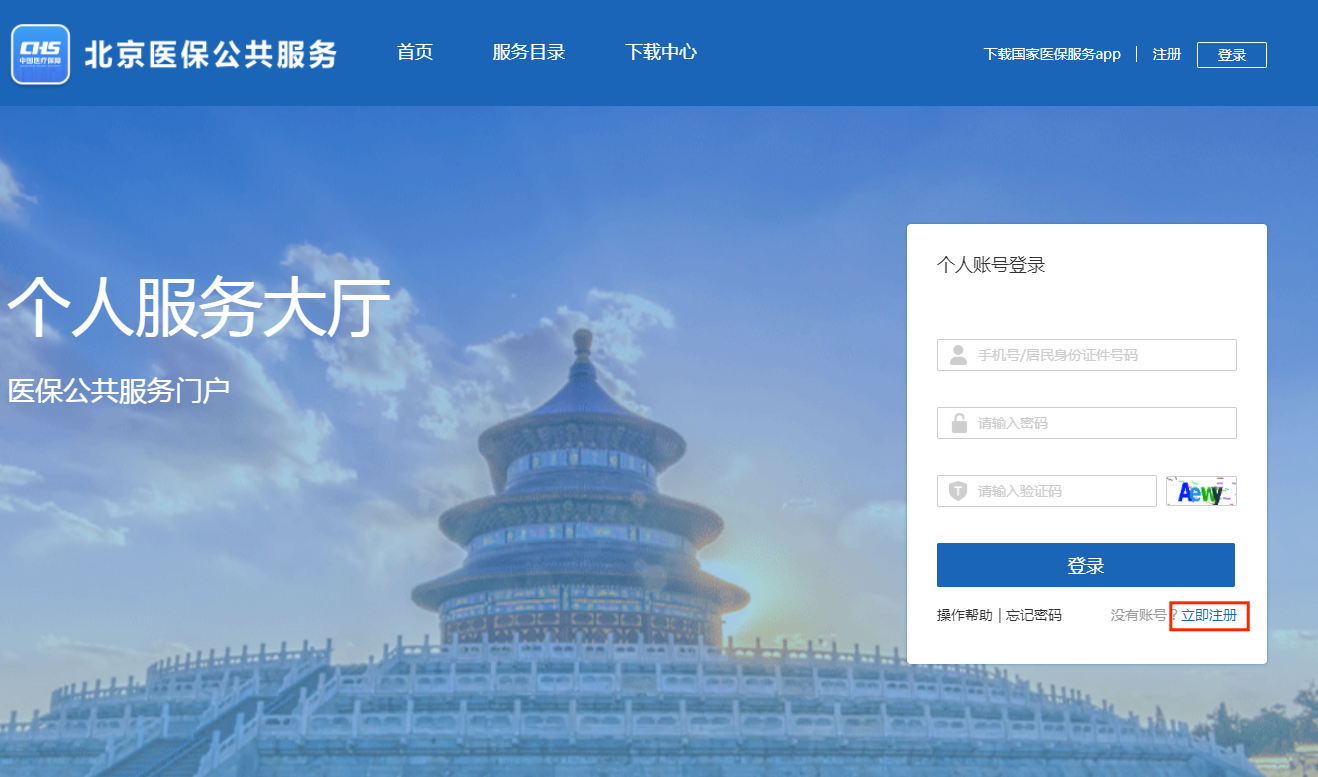 CHS
中国医疗保障
北京医保公共服务
首页
服务目录
下载中心
下载国家医保服务app
注册
登录
个人服务大厅
医保公共服务门户
个人账号登录
手机号/居民身份证件号码
请输入密码
请输入验证码
Aewy
登录
操作帮助 | 忘记密码
没有账号? 立即注册